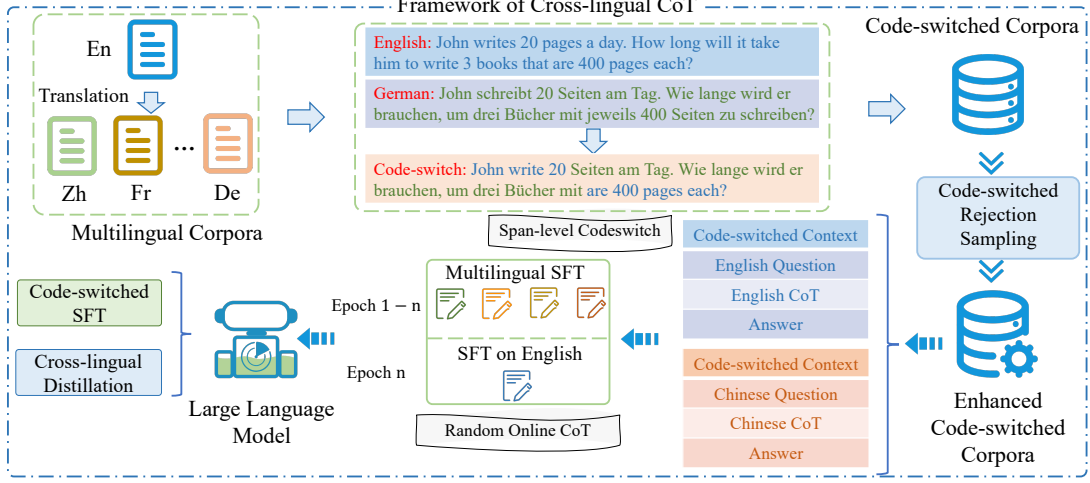 Framework of Cross-lingual CoT
En
Translation
...
Zh
Fr
De
Multilingual Corpora
English: John writes 20 pages a day. How long will it take
him to write 3 books that are 400 pages each?
German: John schreibt 20 Seiten am Tag. Wie lange wird er
brauchen, um drei Bücher mit jeweils 400 Seiten zu schreiben?
Code-switch: John write 20 Seiten am Tag. Wie lange wird er
brauchen, um drei Bücher mit are 400 pages each?
Span-level Codeswitch
Code-switched Corpora
Code-switched
Rejection
Sampling
Enhanced
Code-switched
Corpora
Code-switched Context
English Question
English CoT
Answer
Code-switched Context
Chinese Question
Chinese CoT
Answer
Multilingual SFT
SFT on English
Random Online CoT
Epoch 1 − n
Epoch n
Large Language
Model
Code-switched
SFT
Cross-lingual
Distillation